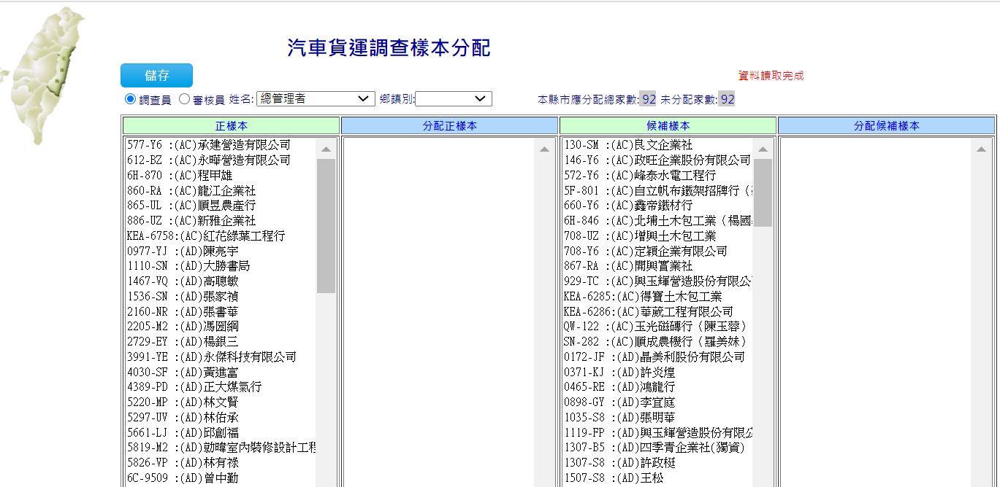 汽車貨運調查樣本分配
儲存
資料讀取完成
調查員 審核員 姓名: 總管理者 鄉鎮別: 本縣市應分配總家數: 92 未分配家數: 92
正樣本 分配正樣本 候補樣本 分配候補樣本
577-Y6 :(AC)承建營造有限公司
612-BZ :(AC)永曄營造有限公司
6H-870 :(AC)程甲雄
860-RA :(AC)龍江企業社
865-UL :(AC)順昱農產行
886-UZ :(AC)新雅企業社
KEA-6758:(AC)紅花綠葉工程行
0977-YJ :(AD)陳亮宇
1110-SN :(AD)大勝書局
1467-VQ :(AD)高聰敏
1536-SN :(AD)張家禎
2160-NR :(AD)張書華
2205-M2 :(AD)馮圀綱
2729-EY :(AD)楊銀三
3991-YE :(AD)永傑科技有限公司
4030-SF :(AD)黃進富
4389-PD :(AD)正大煤氣行
5220-MP :(AD)林文賢
5297-UV :(AD)林佑承
5661-LJ :(AD)邱創福
5819-M2 :(AD)勍暐室內裝修設計工程
5826-VP :(AD)林有祿
6C-9509 :(AD)曾中勤
130-SM :(AC)良文企業社
146-Y6 :(AC)政旺企業股份有限公司
572-Y6 :(AC)峰泰水電工程行
5F-801 :(AC)自立帆布鐵架招牌行（
660-Y6 :(AC)鑫帝鐵材行
6H-846 :(AC)北埔土木包工業（楊國
708-UZ :(AC)增興土木包工業
708-Y6 :(AC)定穎企業有限公司
867-RA :(AC)開興實業社
929-TC :(AC)興玉輝營造股份有限公
KEA-6285:(AC)得寶土木包工業
KEA-6286:(AC)華葳工程有限公司
QW-122 :(AC)玉光磁磚行（陳玉蓉）
SN-282 :(AC)順成農機行（羅美妹）
0172-JF :(AD)晶美利股份有限公司
0371-KJ :(AD)許炎煌
0465-RE :(AD)鴻龍行
0898-GY :(AD)李宜庭
1035-S8 :(AD)張明華
1119-FP :(AD)興玉輝營造股份有限公
1307-B5 :(AD)四季青企業社(獨資)
1307-S8 :(AD)許政梃
1507-S8 :(AD)王松